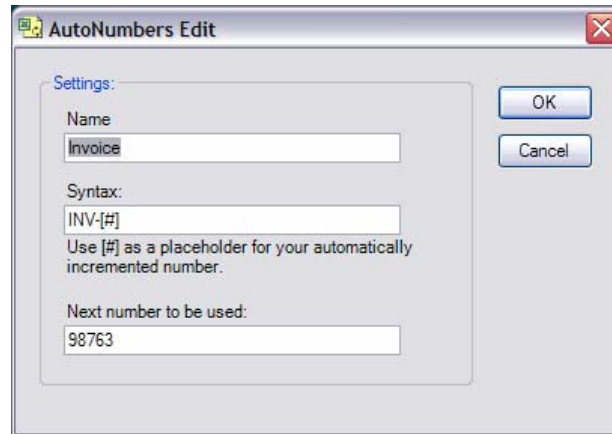 AutoNumbers Edit
Settings:
Name
Invoice
OK
Cancel
Syntax:
INV-[#]
Use [#] as a placeholder for your automatically
incremented number.
Next number to be used:
98763